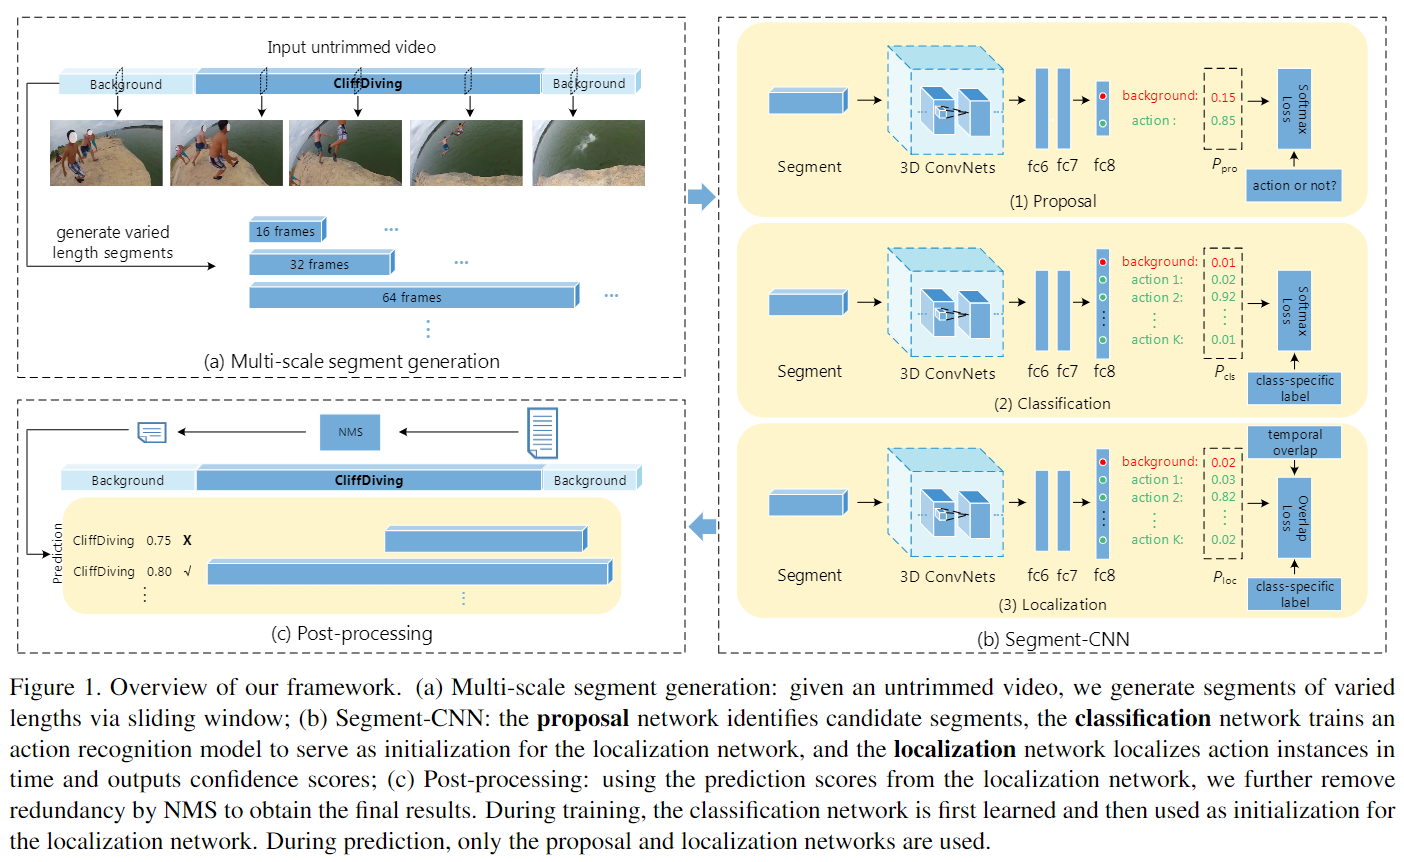 Input untrimmed video
Background CliffDiving Background
generate varied
length segments
16 frames ...
32 frames ...
64 frames ...
(a) Multi-scale segment generation
NMS
Background CliffDiving Background
Prediction
CliffDiving 0.75 X
CliffDiving 0.80 √
(c) Post-processing
Segment
3D ConvNets
fc6 fc7 fc8
background: 0.15
action : 0.85
Ppro
Softmax
Loss
action or not?
(1) Proposal
Segment
3D ConvNets
fc6 fc7 fc8
background: 0.01
action 1: 0.02
action 2: 0.92
action K: 0.01
Pcls
Softmax
Loss
class-specific
label
(2) Classification
Segment
3D ConvNets
fc6 fc7 fc8
background: 0.02
action 1: 0.03
action 2: 0.82
action K: 0.02
Ploc
temporal
overlap
Overlap
Loss
class-specific
label
(3) Localization
(b) Segment-CNN
Figure 1. Overview of our framework. (a) Multi-scale segment generation: given an untrimmed video, we generate segments of varied
lengths via sliding window; (b) Segment-CNN: the proposal network identifies candidate segments, the classification network trains an
action recognition model to serve as initialization for the localization network, and the localization network localizes action instances in
time and outputs confidence scores; (c) Post-processing: using the prediction scores from the localization network, we further remove
redundancy by NMS to obtain the final results. During training, the classification network is first learned and then used as initialization for
the localization network. During prediction, only the proposal and localization networks are used.